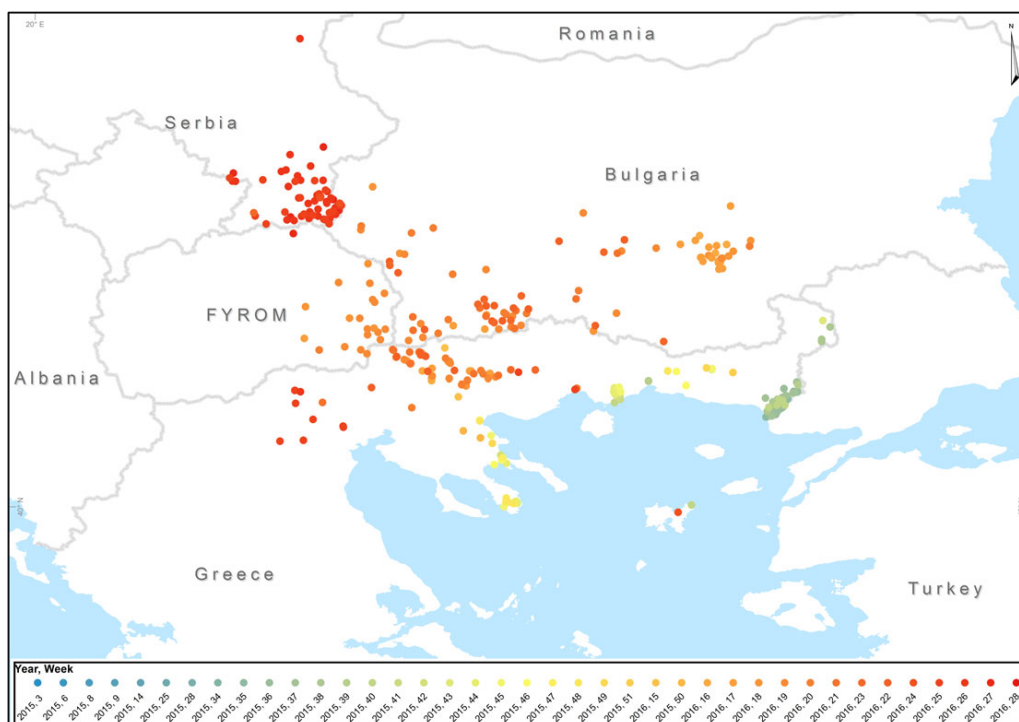 20° E
N
Romania
Serbia
Bulgaria
FYROM
Albania
40° N
Greece
Turkey
Year, Week
2015, 3 2015, 6 2015, 8 2015, 9 2015, 14 2015, 25 2015, 28 2015, 34 2015, 35 2015, 36 2015, 37 2015, 38 2015, 39 2015, 40 2015, 41 2015, 42 2015, 43 2015, 44 2015, 45 2015, 46 2015, 47 2015, 48 2015, 49 2015, 51 2016, 15 2015, 50 2016, 16 2016, 17 2016, 18 2016, 19 2016, 20 2016, 21 2016, 22 2016, 23 2016, 24 2016, 25 2016, 26 2016, 27 2016, 28